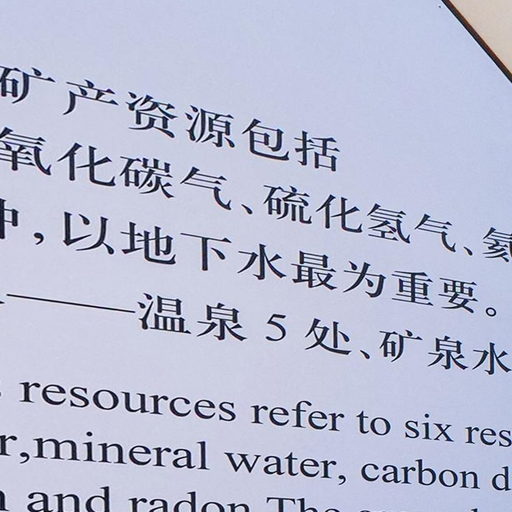 矿产资源包括
氧化碳气、硫化氢气、氦
中,以地下水最为重要。
——温泉5处、矿泉水
resources refer to six res
r,mineral water, carbon d
and radon.The